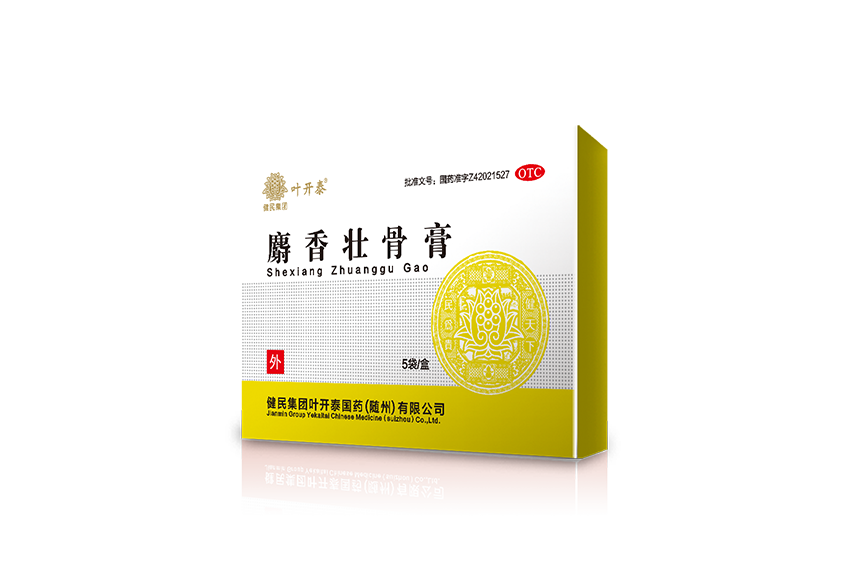 叶开泰®
健民集团
批准文号：国药准字Z42021527
OTC
麝香壮骨膏
Shexiang Zhuanggu Gao
外
5袋/盒
健民集团叶开泰国药(随州)有限公司
Jianmin Group Yekaitai Chinese Medicine (suizhou) Co.,Ltd.